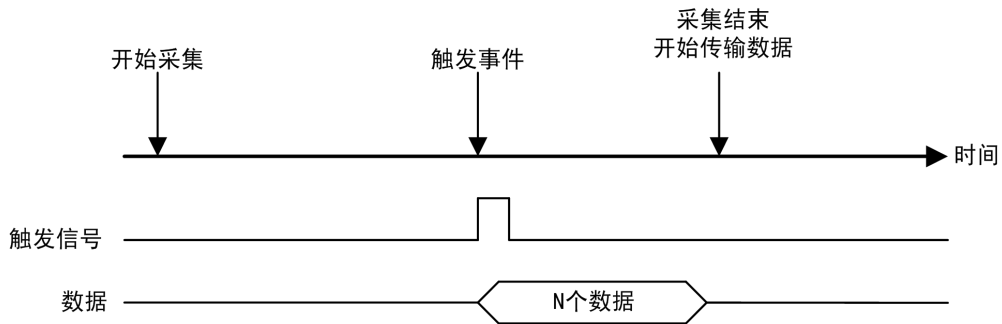 采集结束
开始传输数据
开始采集
触发事件
时间
触发信号
数据
N个数据